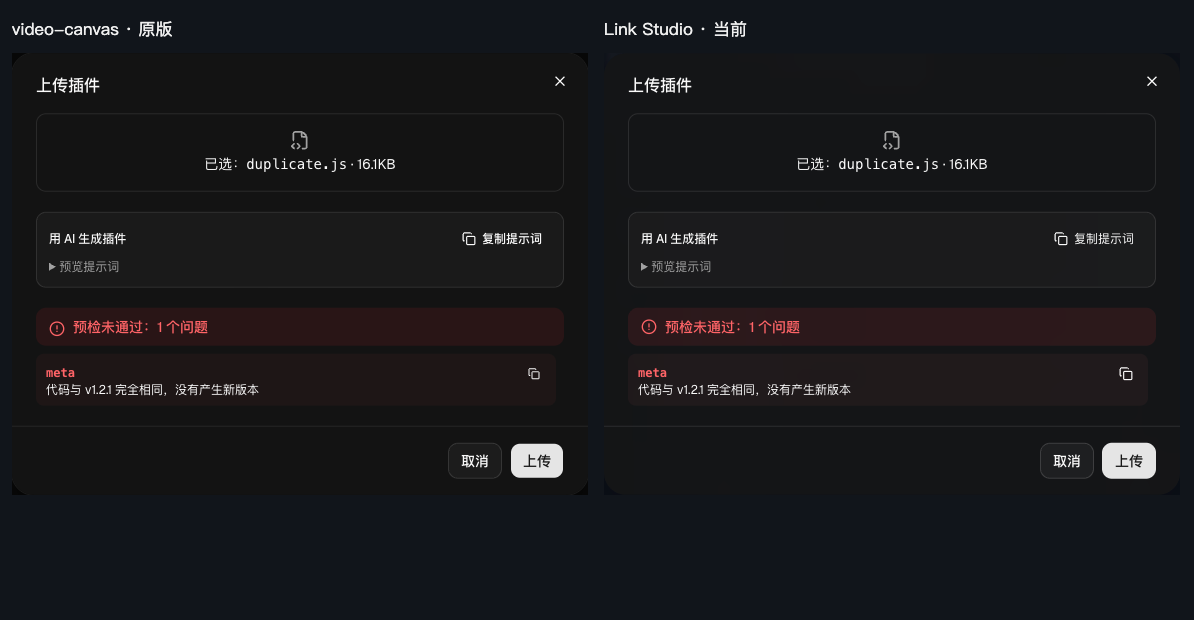 video-canvas · 原版
上传插件
已选：duplicate.js · 16.1KB
用 AI 生成插件
复制提示词
预览提示词
预检未通过：1 个问题
meta
代码与 v1.2.1 完全相同，没有产生新版本
取消
上传
Link Studio · 当前
上传插件
已选：duplicate.js · 16.1KB
用 AI 生成插件
复制提示词
预览提示词
预检未通过：1 个问题
meta
代码与 v1.2.1 完全相同，没有产生新版本
取消
上传